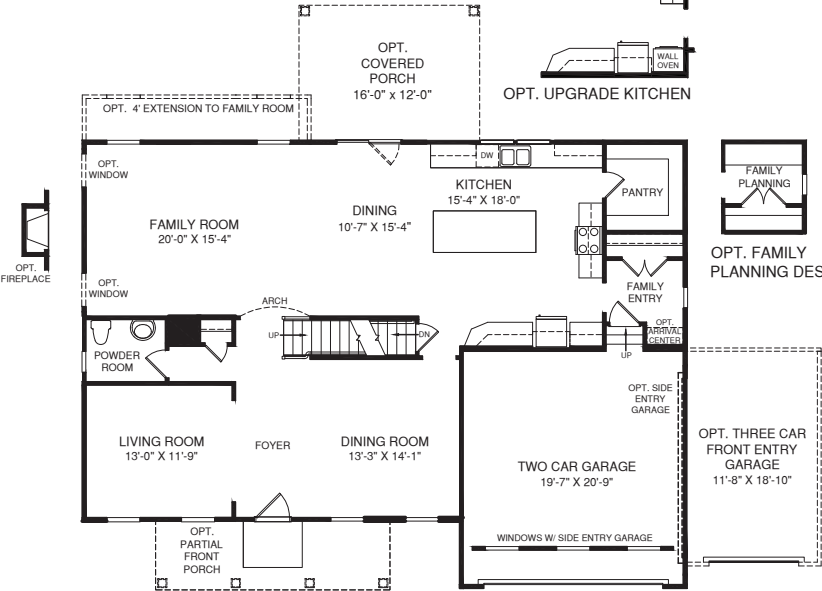 OPT.
COVERED
PORCH
16'-0" x 12'-0"
WALL
OVEN
OPT. UPGRADE KITCHEN
OPT. 4' EXTENSION TO FAMILY ROOM
OPT.
WINDOW
DW
KITCHEN
15'-4" X 18'-0"
PANTRY
FAMILY
PLANNING
DINING
10'-7" X 15'-4"
FAMILY ROOM
20'-0" X 15'-4"
OPT. FAMILY
PLANNING DES
OPT.
FIREPLACE
OPT.
WINDOW
FAMILY
ENTRY
ARCH
UP
DN
OPT.
ARRIVAL
CENTER
UP
POWDER
ROOM
OPT. SIDE
ENTRY
GARAGE
LIVING ROOM
13'-0" X 11'-9"
FOYER
DINING ROOM
13'-3" X 14'-1"
TWO CAR GARAGE
19'-7" X 20'-9"
OPT. THREE CAR
FRONT ENTRY
GARAGE
11'-8" X 18'-10"
OPT.
PARTIAL
FRONT
PORCH
WINDOWS W/ SIDE ENTRY GARAGE